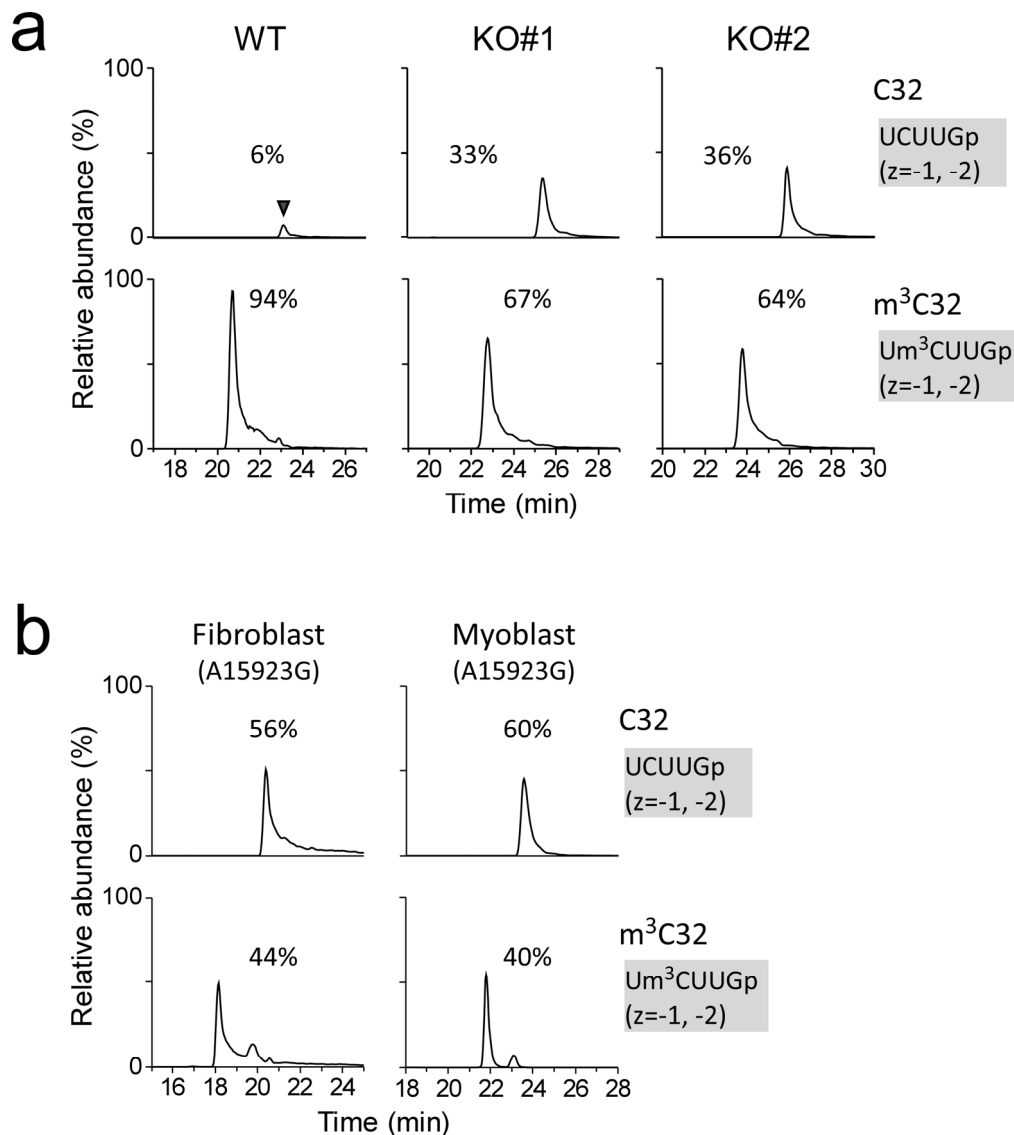 a
WT
KO#1
KO#2
100
0
Relative abundance (%)
6%
33%
36%
C32
UCUUGp
(z=-1, -2)
100
0
94%
67%
64%
m³C32
Um³CUUGp
(z=-1, -2)
18 20 22 24 26
20 22 24 26 28
20 22 24 26 28 30
Time (min)
b
Fibroblast
(A15923G)
Myoblast
(A15923G)
100
0
Relative abundance (%)
56%
60%
C32
UCUUGp
(z=-1, -2)
100
0
44%
40%
m³C32
Um³CUUGp
(z=-1, -2)
16 18 20 22 24
18 20 22 24 26 28
Time (min)